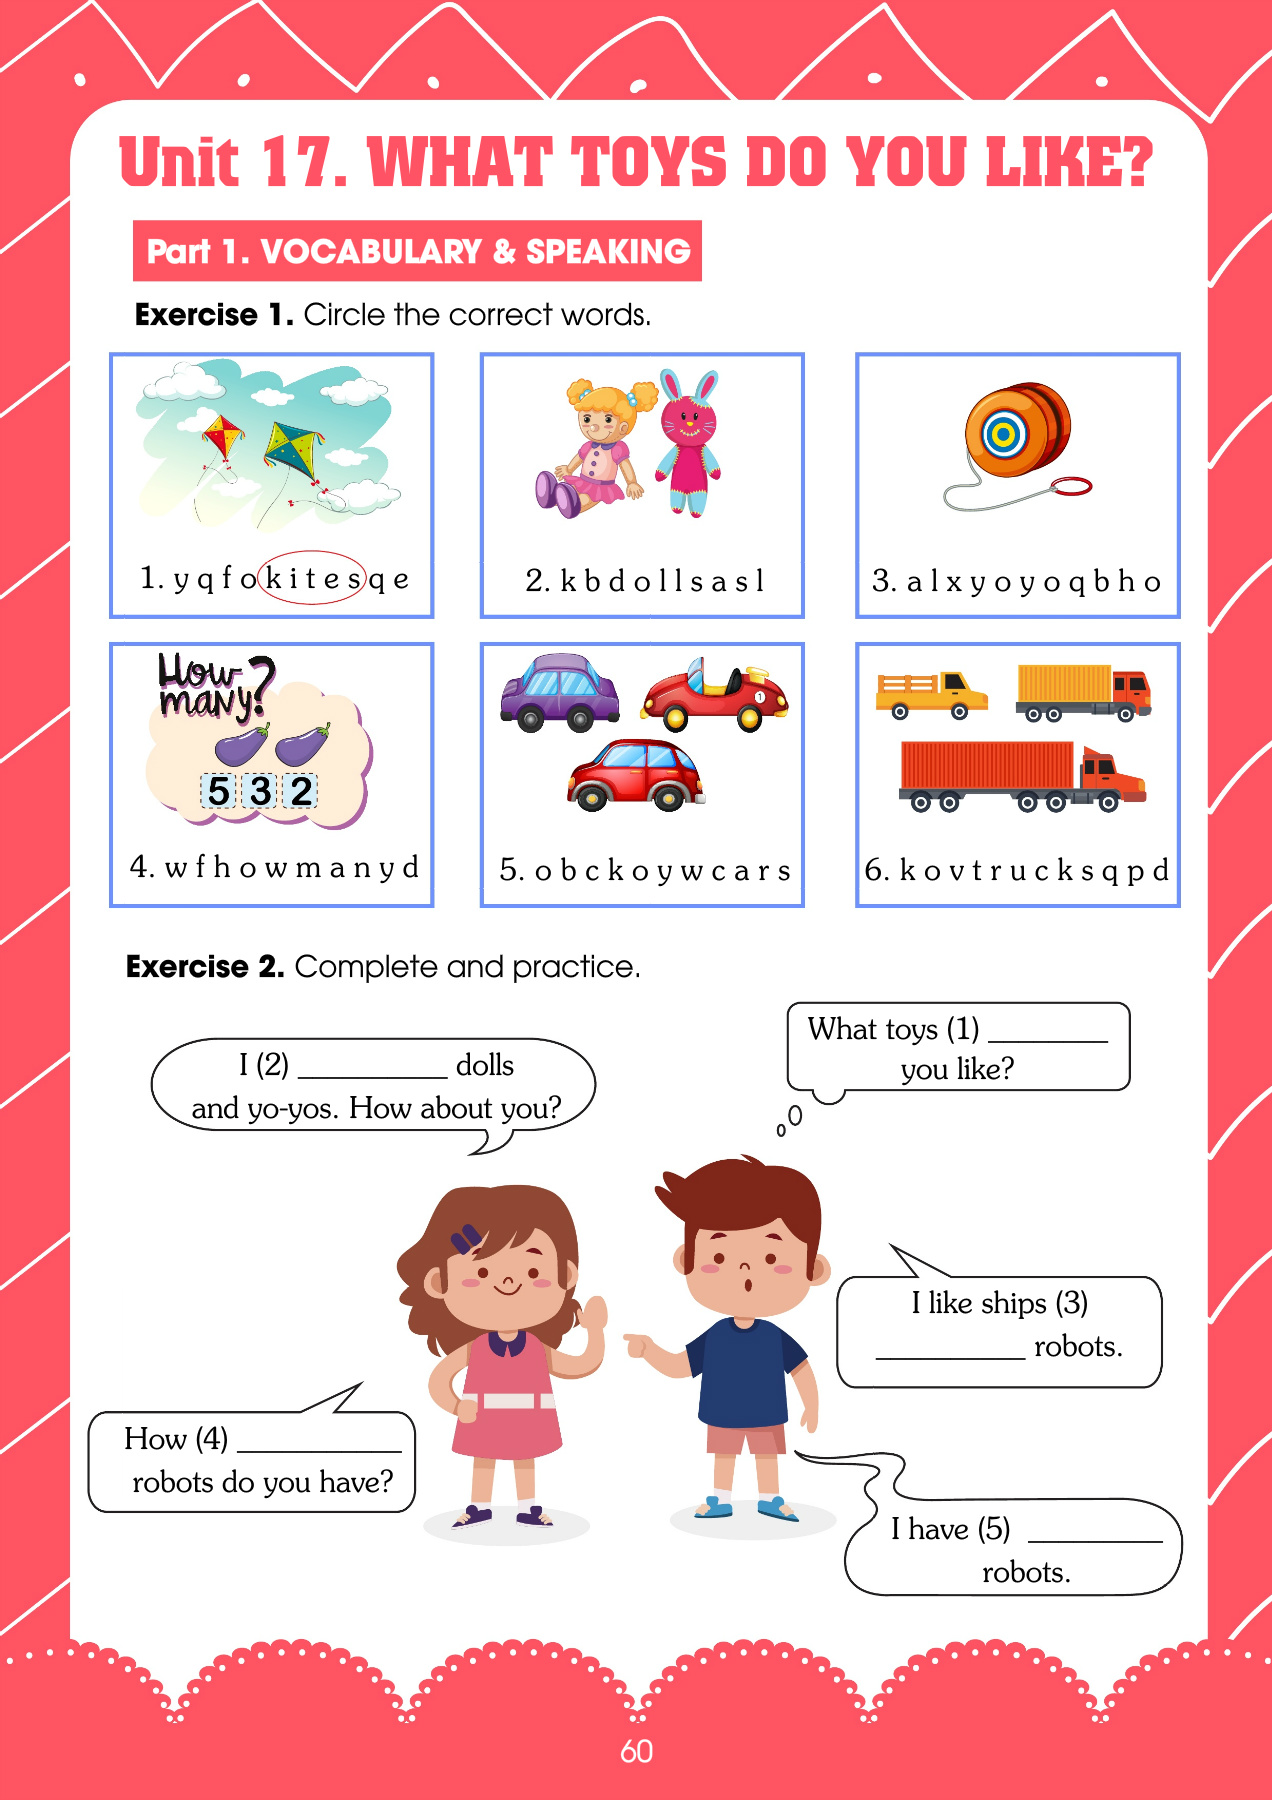 Unit 17. WHAT TOYS DO YOU LIKE?
Part 1. VOCABULARY & SPEAKING
Exercise 1. Circle the correct words.
1. y q f o k i t e s q e
2. k b d o l l s a s l
3. a l x y o y o q b h o
How
many?
5 3 2
4. w f h o w m a n y d
1
5. o b c k o y w c a r s
6. k o v t r u c k s q p d
Exercise 2. Complete and practice.
What toys (1) ________
you like?
I (2) __________ dolls
and yo-yos. How about you?
I like ships (3)
__________ robots.
How (4) ___________
robots do you have?
I have (5) _________
robots.
60